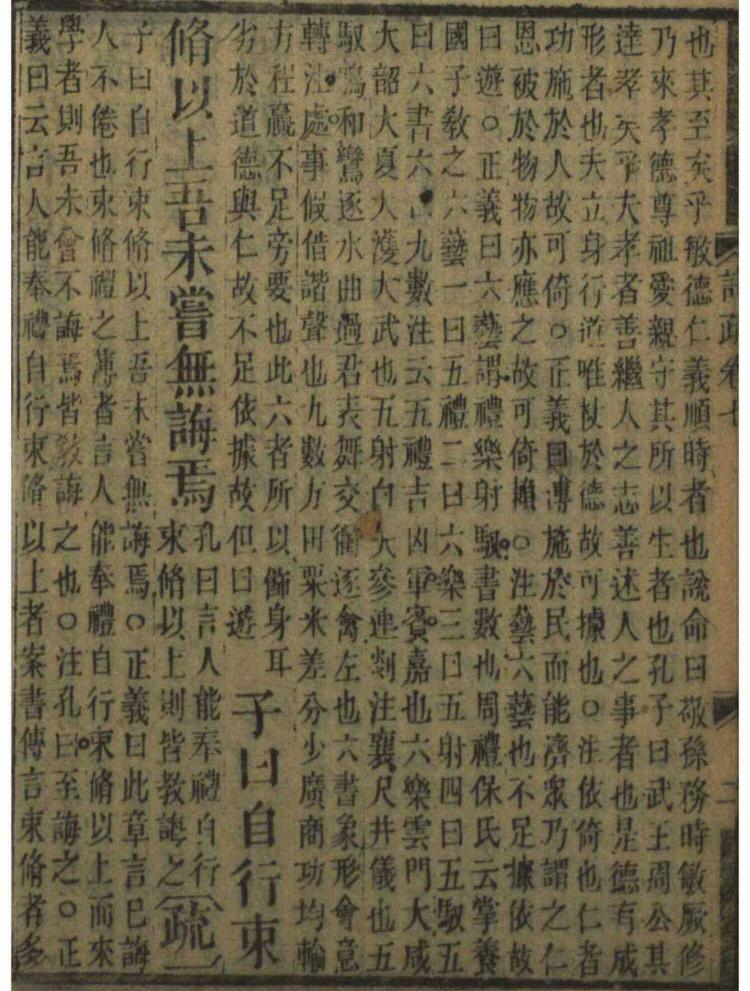 也其至矣乎敏德仁義順時者也說命曰敬孫務時敏厥修
乃來孝德尊祖愛親守其所以生者也孔子曰武王周公其
達孝矣乎夫孝者善繼人之志善述人之事者也是德有成
形者也夫立身行道唯杖於德故可據也○注依倚也仁者
功施於人故可倚○正義曰博施於民而能濟眾乃謂之仁
恩被於物物亦應之故可倚賴○注藝六藝也不足據依故
曰遊○正義曰六藝謂禮樂射馭書數也周禮保氏云掌養
國子教之六藝一曰五禮二曰六樂三曰五射四曰五馭五
曰六書六曰九數注云五禮吉凶軍賓嘉也六樂雲門大咸
大韶大夏大濩大武也五射白矢參連剡注襄尺井儀也五
馭鳴和鸞逐水曲過君表舞交衢逐禽左也六書象形會意
轉注處事假借諧聲也九數方田粟米差分少廣商功均輸
方程贏不足旁要也此六者所以飾身耳
劣於道德與仁故不足依據故但曰遊
子曰自行束
脩以上吾未嘗無誨焉
孔曰言人能奉禮自行
束脩以上則皆教誨之
疏
子曰自行束脩以上吾未嘗無誨焉○正義曰此章言已誨
人不倦也束脩禮之薄者言人能奉禮自行束脩以上而來
學者則吾未曾不誨焉皆教誨之也○注孔曰至誨之○正
義曰云言人能奉禮自行束脩以上者案書傳言束脩者多
語疏卷七
二